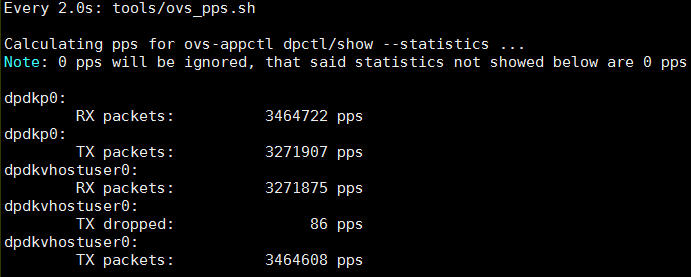 Every 2.0s: tools/ovs_pps.sh
Calculating pps for ovs-appctl dpctl/show --statistics ...
Note: 0 pps will be ignored, that said statistics not showed below are 0 pps
dpdkp0:
RX packets: 3464722 pps
dpdkp0:
TX packets: 3271907 pps
dpdkvhostuser0:
RX packets: 3271875 pps
dpdkvhostuser0:
TX dropped: 86 pps
dpdkvhostuser0:
TX packets: 3464608 pps